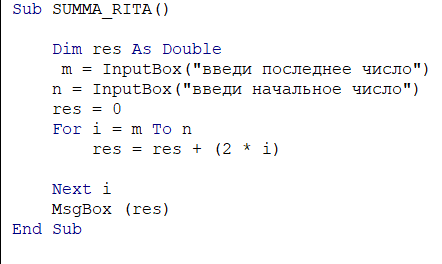 Sub SUMMA_RITA()
Dim res As Double
m = InputBox("введи последнее число")
n = InputBox("введи начальное число")
res = 0
For i = m To n
res = res + (2 * i)
Next i
MsgBox (res)
End Sub